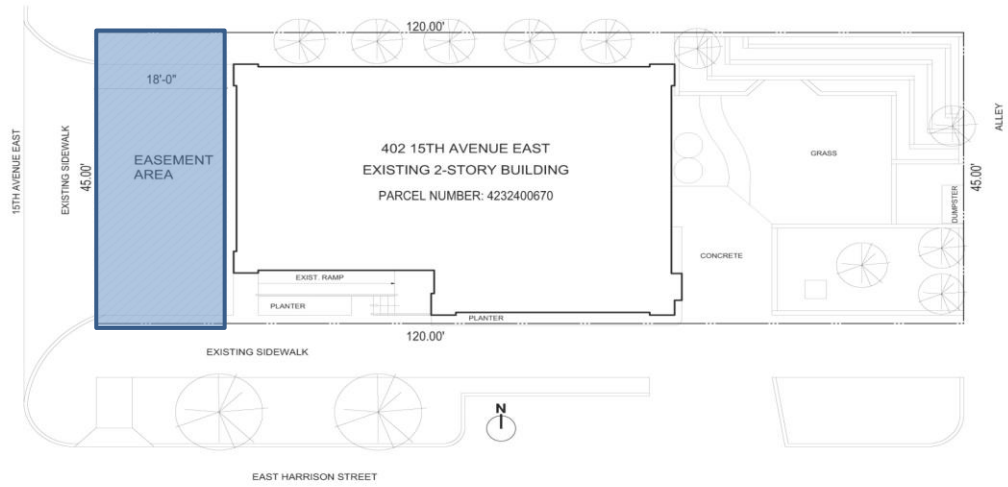 120.00'
18'-0"
15TH AVENUE EAST
EXISTING SIDEWALK
45.00'
EASEMENT
AREA
402 15TH AVENUE EAST
EXISTING 2-STORY BUILDING
PARCEL NUMBER: 4232400670
GRASS
ALLEY
45.00'
DUMPSTER
CONCRETE
EXIST. RAMP
PLANTER
PLANTER
120.00'
EXISTING SIDEWALK
N
EAST HARRISON STREET